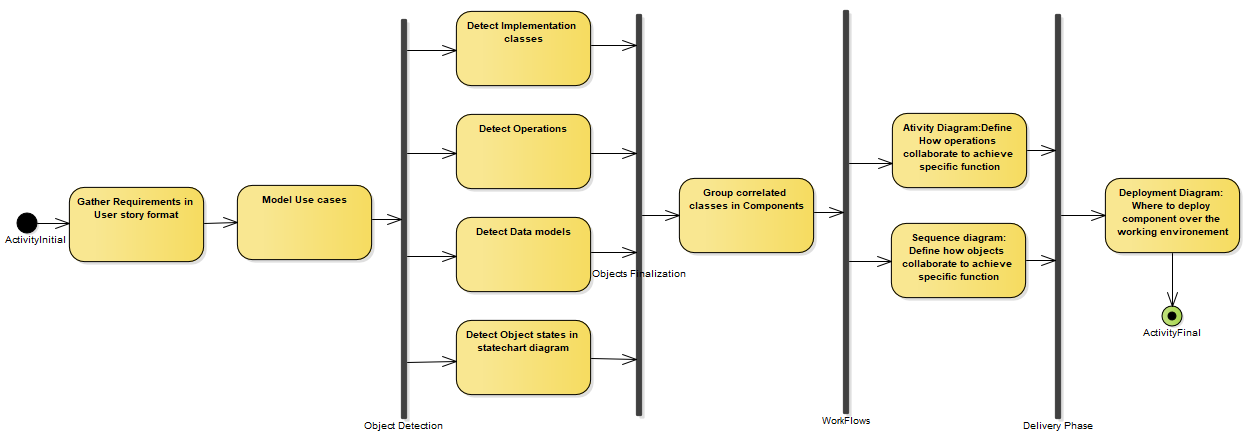 ActivityInitial
Gather Requirements in
User story format
Model Use cases
Object Detection
Detect Implementation
classes
Detect Operations
Detect Data models
Detect Object states in
statechart diagram
Objects Finalization
Group correlated
classes in Components
WorkFlows
Ativity Diagram:Define
How operations
collaborate to achieve
specific function
Sequence diagram:
Define how objects
collaborate to achieve
specific function
Delivery Phase
Deployment Diagram:
Where to deploy
component over the
working environement
ActivityFinal